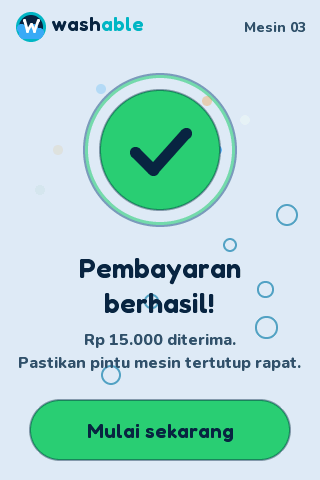 washable
Mesin 03
Pembayaran
berhasil!
Rp 15.000 diterima.
Pastikan pintu mesin tertutup rapat.
Mulai sekarang